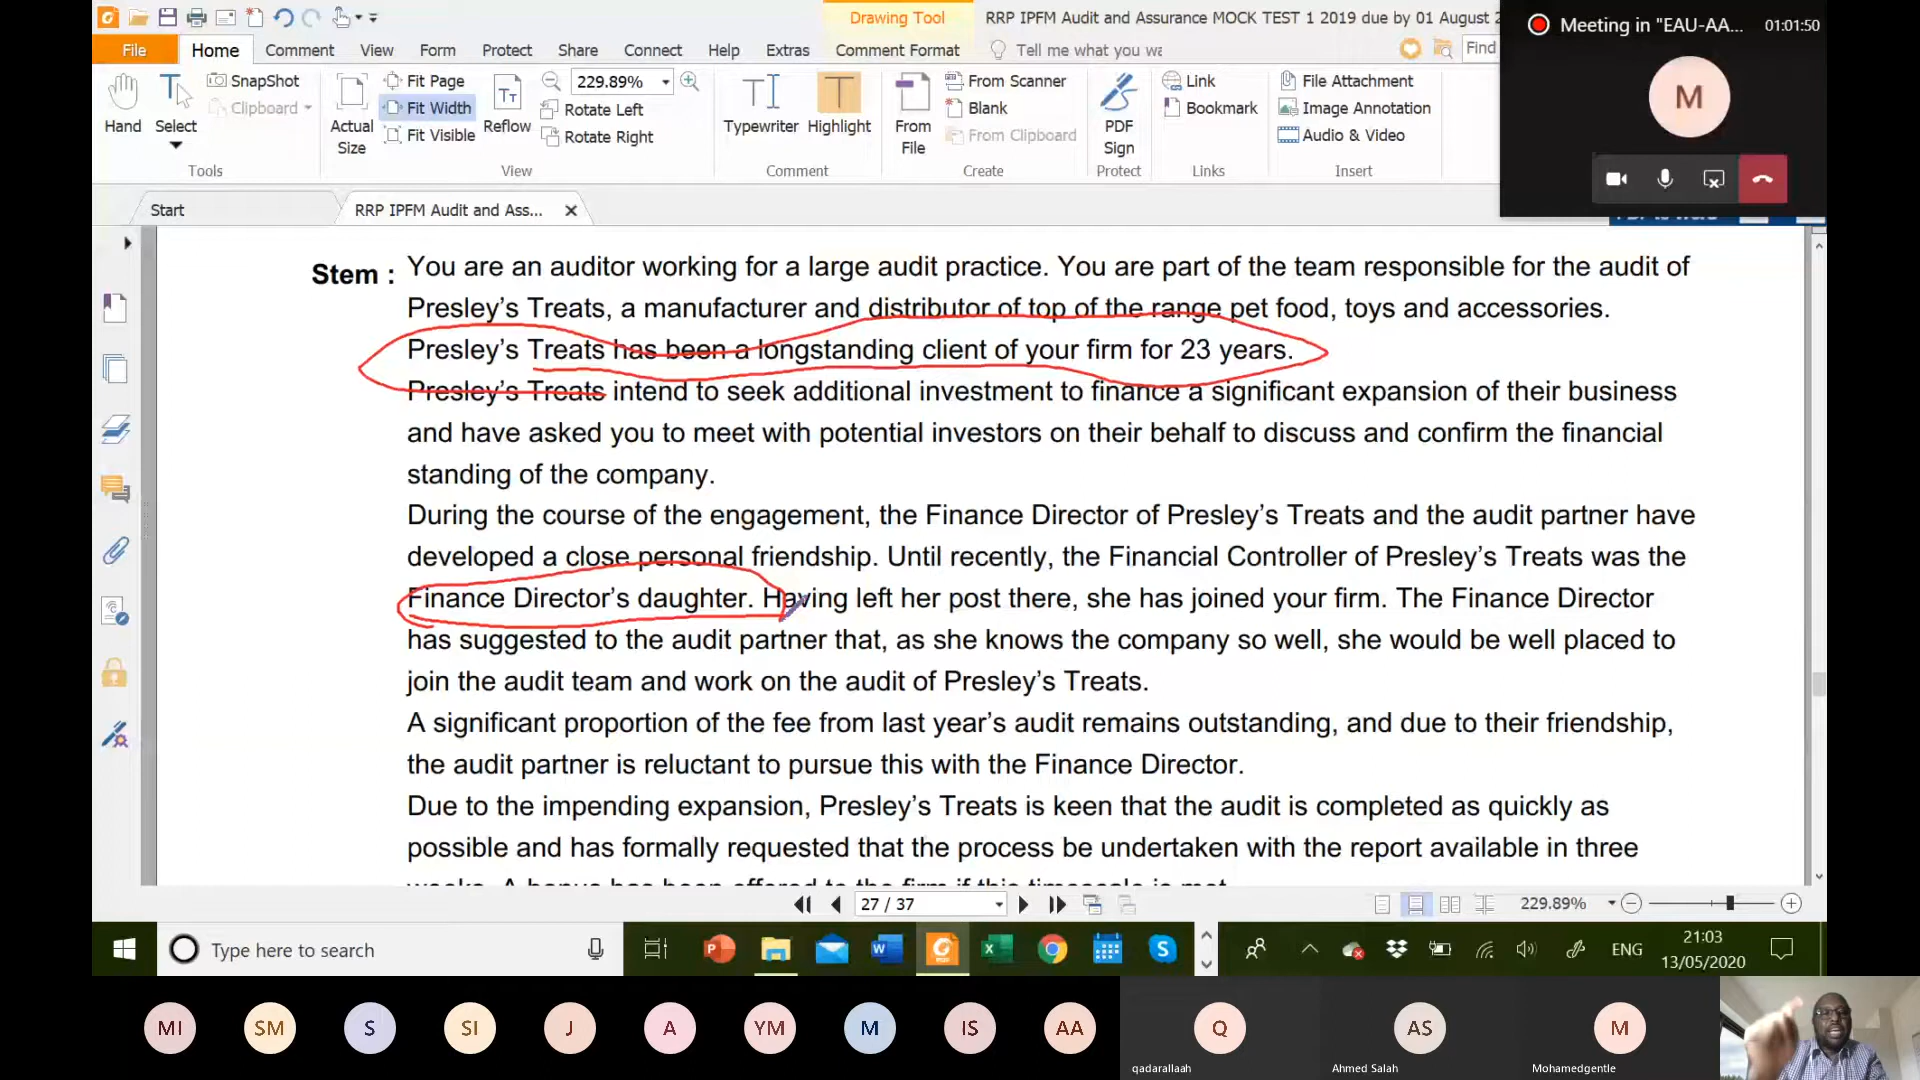 Drawing Tool
RRP IPFM Audit and Assurance MOCK TEST 1 2019 due by 01 August 2
Meeting in "EAU-AA... 01:01:50
File Home Comment View Form Protect Share Connect Help Extras Comment Format Tell me what you wa Find
M
Hand
Select
SnapShot
Clipboard
Tools
Actual Size
Fit Page
Fit Width
Fit Visible
Reflow
229.89%
Rotate Left
Rotate Right
View
Typewriter
Highlight
Comment
From File
From Scanner
Blank
From Clipboard
Create
PDF Sign
Protect
Link
Bookmark
Links
File Attachment
Image Annotation
Audio & Video
Insert
Start
RRP IPFM Audit and Ass...
Stem : You are an auditor working for a large audit practice. You are part of the team responsible for the audit of
Presley's Treats, a manufacturer and distributor of top of the range pet food, toys and accessories.
Presley's Treats has been a longstanding client of your firm for 23 years.
Presley's Treats intend to seek additional investment to finance a significant expansion of their business
and have asked you to meet with potential investors on their behalf to discuss and confirm the financial
standing of the company.
During the course of the engagement, the Finance Director of Presley's Treats and the audit partner have
developed a close personal friendship. Until recently, the Financial Controller of Presley's Treats was the
Finance Director's daughter. Having left her post there, she has joined your firm. The Finance Director
has suggested to the audit partner that, as she knows the company so well, she would be well placed to
join the audit team and work on the audit of Presley's Treats.
A significant proportion of the fee from last year's audit remains outstanding, and due to their friendship,
the audit partner is reluctant to pursue this with the Finance Director.
Due to the impending expansion, Presley's Treats is keen that the audit is completed as quickly as
possible and has formally requested that the process be undertaken with the report available in three
weeks. A bonus has been offered to the firm if this timescale is met.
27 / 37
229.89%
Type here to search
ENG
21:03
13/05/2020
MI SM S SI J A YM M IS AA Q AS M
qadarallaah Ahmed Salah Mohamedgentle